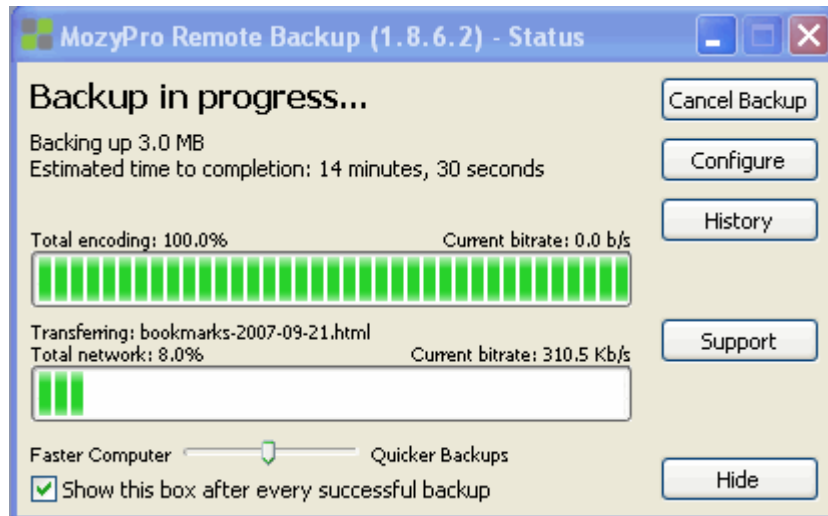 MozyPro Remote Backup (1.8.6.2) - Status
Backup in progress...
Cancel Backup
Backing up 3.0 MB
Estimated time to completion: 14 minutes, 30 seconds
Configure
History
Total encoding: 100.0% Current bitrate: 0.0 b/s
Transferring: bookmarks-2007-09-21.html
Total network: 8.0% Current bitrate: 310.5 Kb/s
Support
Faster Computer Quicker Backups
Show this box after every successful backup
Hide